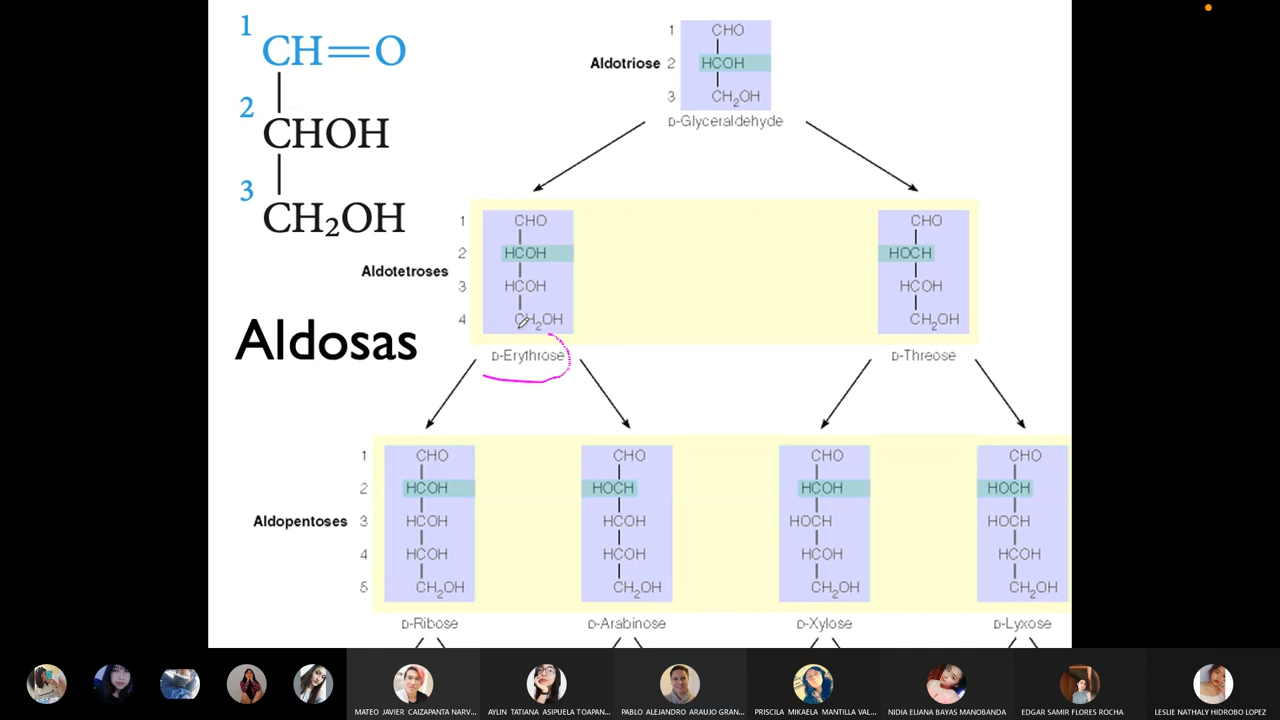 1
CH=O
2
CHOH
3
CH2OH
Aldosas
Aldotriose
1 CHO
2 HCOH
3 CH2OH
D-Glyceraldehyde
Aldotetroses
1 CHO CHO
2 HCOH HOCH
3 HCOH HCOH
4 CH2OH CH2OH
D-Erythrose D-Threose
Aldopentoses
1 CHO CHO CHO CHO
2 HCOH HOCH HCOH HOCH
3 HCOH HCOH HOCH HOCH
4 HCOH HCOH HCOH HCOH
5 CH2OH CH2OH CH2OH CH2OH
D-Ribose D-Arabinose D-Xylose D-Lyxose
MATEO JAVIER CAIZAPANTA NARV... AYLIN TATIANA ASIPUELA TOAPAN... PABLO ALEJANDRO ARAUJO GRAN... PRISCILA MIKAELA MANTILLA VAL... NIDIA ELIANA BAYAS MANOBANDA EDGAR SAMIR FLORES ROCHA LESLIE NATHALY HIDROBO LOPEZ